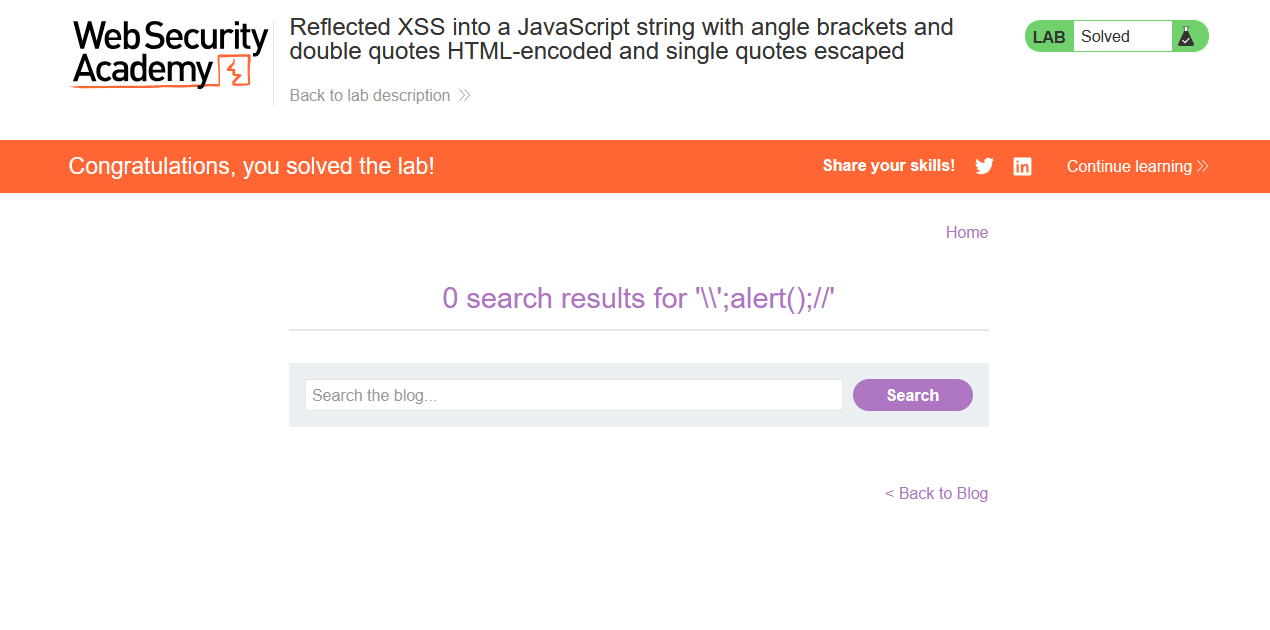 Web Security
Academy
Reflected XSS into a JavaScript string with angle brackets and
double quotes HTML-encoded and single quotes escaped
Back to lab description
LAB Solved
Congratulations, you solved the lab!
Share your skills!
Continue learning
Home
0 search results for '\\';alert();//'
Search the blog...
Search
< Back to Blog